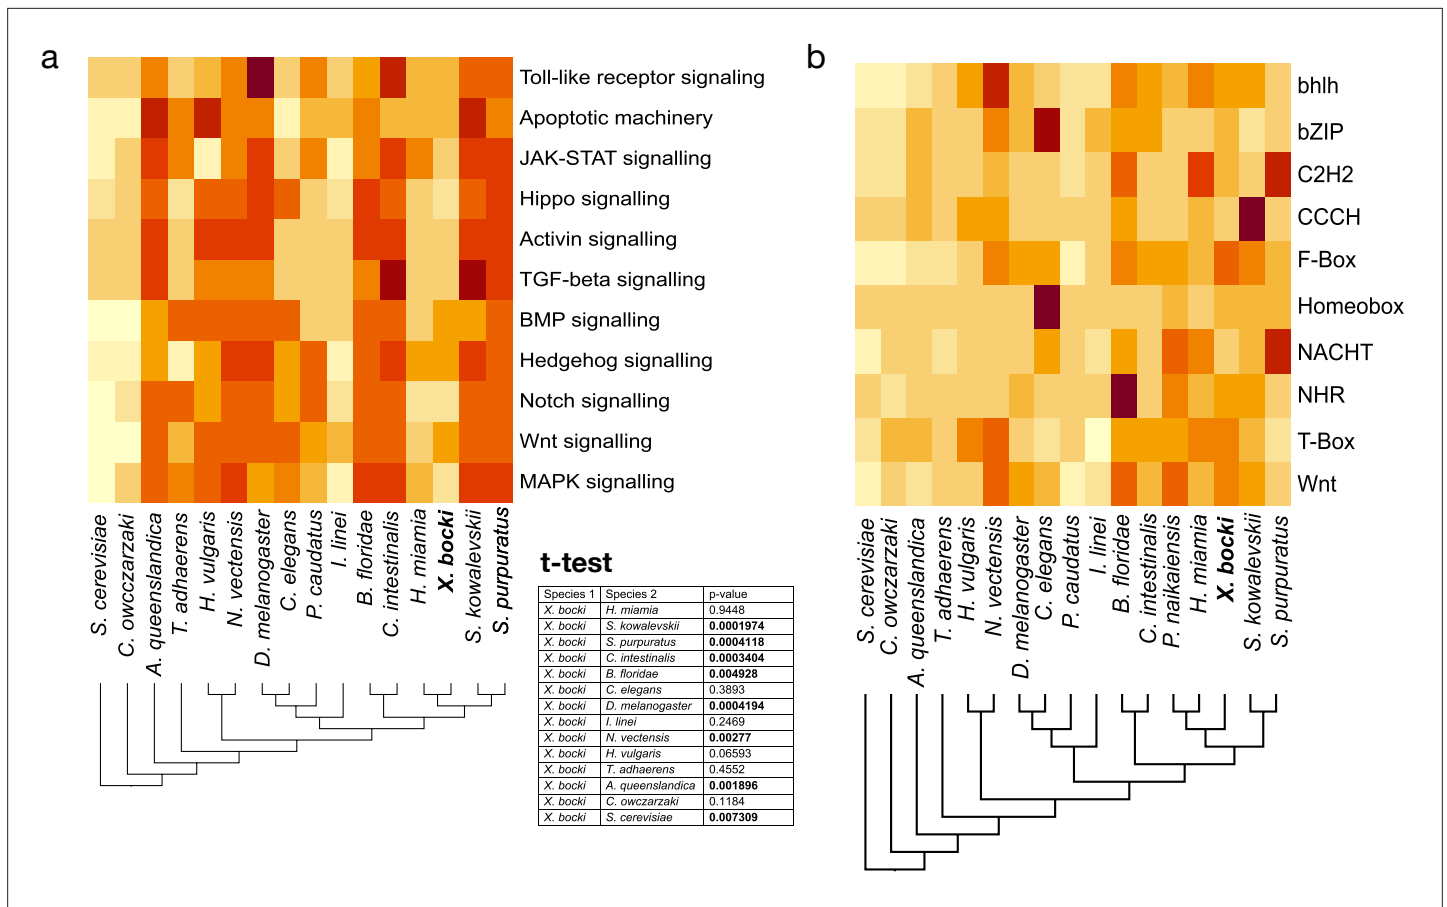 a
Toll-like receptor signaling
Apoptotic machinery
JAK-STAT signalling
Hippo signalling
Activin signalling
TGF-beta signalling
BMP signalling
Hedgehog signalling
Notch signalling
Wnt signalling
MAPK signalling
S. cerevisiae
C. owcczarzaki
A. queenslandica
T. adhaerens
H. vulgaris
N. vectensis
D. melanogaster
C. elegans
P. caudatus
I. linei
B. floridae
C. intestinalis
H. miamia
X. bocki
S. kowalevskii
S. purpuratus
t-test
Species 1 Species 2 p-value
X. bocki H. miamia 0.9448
X. bocki S. kowalevskii 0.0001974
X. bocki S. purpuratus 0.0004118
X. bocki C. intestinalis 0.0003404
X. bocki B. floridae 0.004928
X. bocki C. elegans 0.3893
X. bocki D. melanogaster 0.0004194
X. bocki I. linei 0.2469
X. bocki N. vectensis 0.00277
X. bocki H. vulgaris 0.06593
X. bocki T. adhaerens 0.4552
X. bocki A. queenslandica 0.001896
X. bocki C. owczarzaki 0.1184
X. bocki S. cerevisiae 0.007309
b
bhlh
bZIP
C2H2
CCCH
F-Box
Homeobox
NACHT
NHR
T-Box
Wnt
S. cerevisiae
C. owczarzaki
A. queenslandica
T. adhaerens
H. vulgaris
N. vectensis
D. melanogaster
C. elegans
P. caudatus
I. linei
B. floridae
C. intestinalis
P. naikaiensis
H. miamia
X. bocki
S. kowalevskii
S. purpuratus